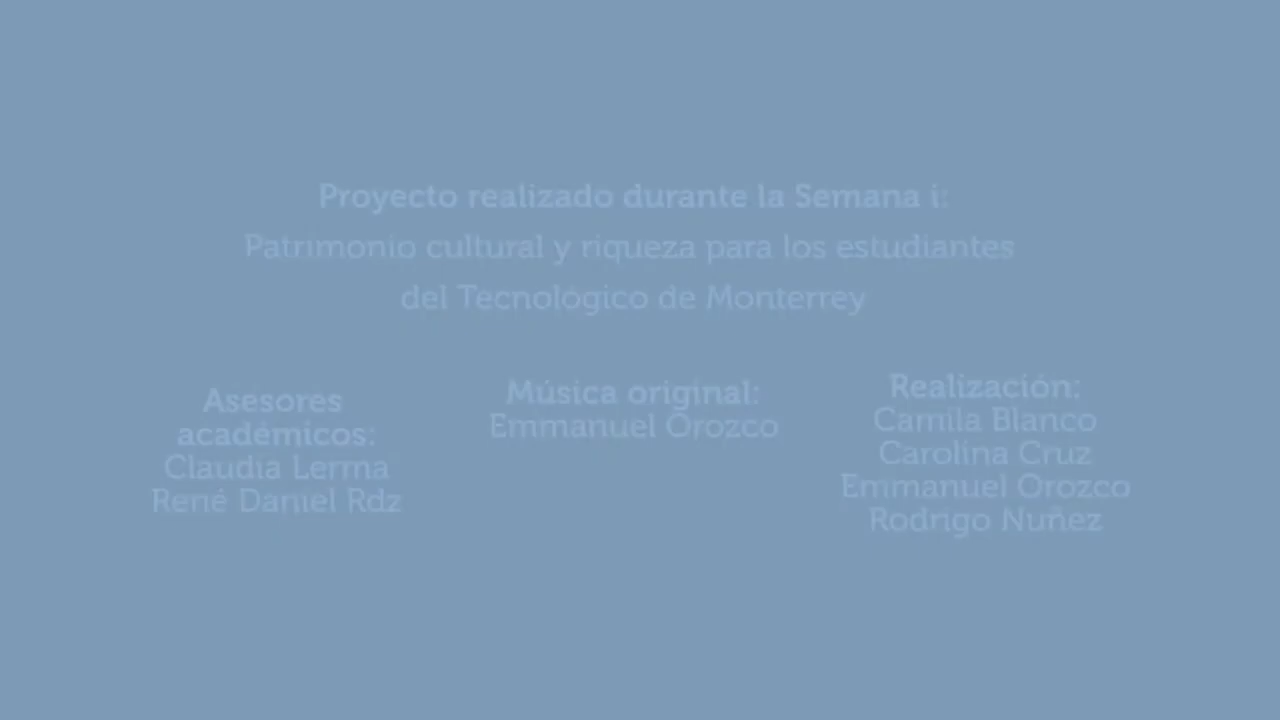 Proyecto realizado durante la Semana i:
Patrimonio cultural y riqueza para los estudiantes
del Tecnológico de Monterrey
Asesores
académicos:
Claudia Lerma
René Daniel Rdz
Música original:
Emmanuel Orozco
Realización:
Camila Blanco
Carolina Cruz
Emmanuel Orozco
Rodrigo Nuñez